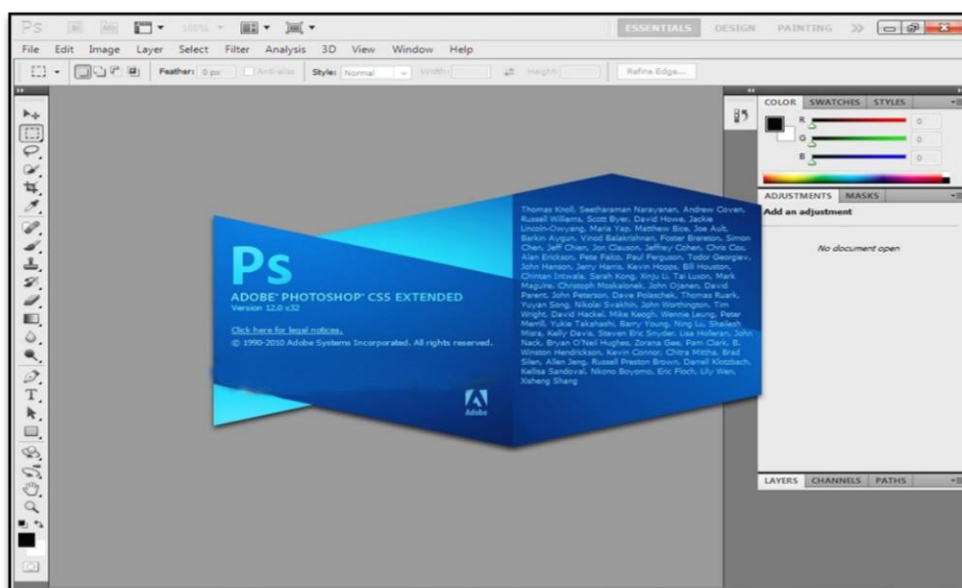 Ps Br Mb 100% ESSENTIALS DESIGN PAINTING
File Edit Image Layer Select Filter Analysis 3D View Window Help
Feather: 0 px Anti-alias Style: Normal Width: Height: Refine Edge...
COLOR SWATCHES STYLES
R 0
G 0
B 0
ADJUSTMENTS MASKS
Add an adjustment
No document open
LAYERS CHANNELS PATHS
Ps
ADOBE® PHOTOSHOP® CS5 EXTENDED
Version 12.0 x32
Click here for legal notices.
© 1990-2010 Adobe Systems Incorporated. All rights reserved.
Adobe
Thomas Knoll, Seetharaman Narayanan, Andrew Coven,
Russell Williams, Scott Byer, David Howe, Jackie
Lincoln-Owyang, Maria Yap, Matthew Bice, Joe Ault,
Barkin Aygun, Vinod Balakrishnan, Foster Brereton, Simon
Chen, Jeff Chien, Jon Clauson, Jeffrey Cohen, Chris Cox,
Alan Erickson, Pete Falco, Paul Ferguson, Todor Georgiev,
John Hanson, Jerry Harris, Kevin Hopps, Bill Houston,
Chintan Intwala, Sarah Kong, Xinju Li, Tai Luxon, Mark
Maguire, Christoph Moskalonek, John Ojanen, David
Parent, John Peterson, Dave Polaschek, Thomas Ruark,
Yuyan Song, Nikolai Svakhin, John Worthington, Tim
Wright, David Hackel, Mike Keogh, Wennie Leung, Peter
Merrill, Yukie Takahashi, Barry Young, Ning Lu, Shailesh
Misra, Kelly Davis, Steven Eric Snyder, Lisa Holleran, John
Nack, Bryan O'Neil Hughes, Zorana Gee, Pam Clark, B.
Winston Hendrickson, Kevin Connor, Chitra Mittha, Brad
Silen, Allen Jeng, Russell Preston Brown, Darrell Klotzbach,
Kellisa Sandoval, Nkono Boyomo, Eric Floch, Lily Wen,
Xisheng Shang